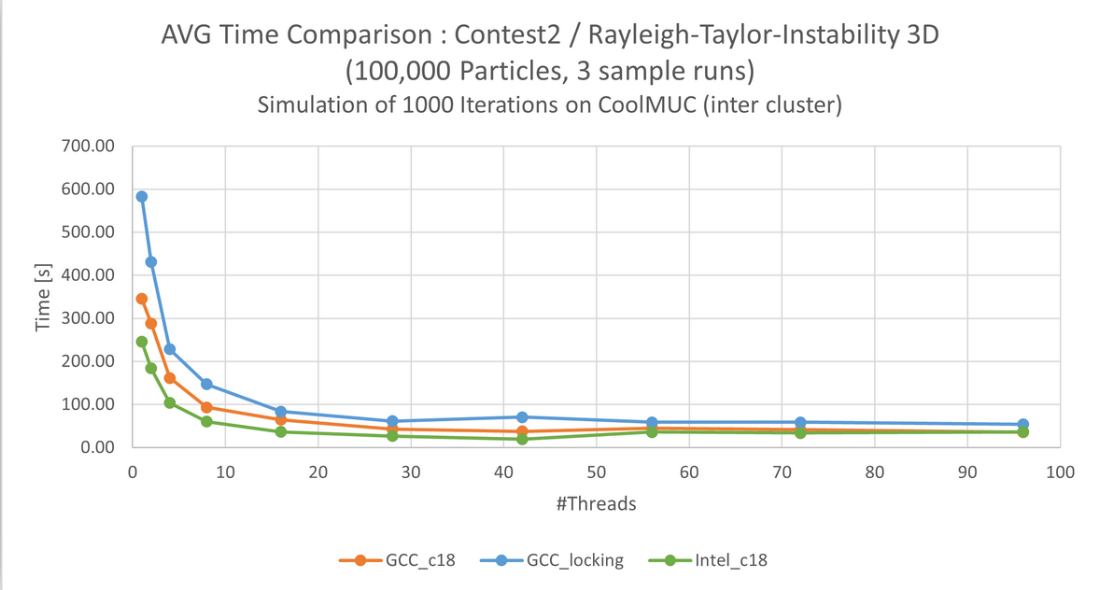 AVG Time Comparison : Contest2 / Rayleigh-Taylor-Instability 3D
(100,000 Particles, 3 sample runs)
Simulation of 1000 Iterations on CoolMUC (inter cluster)
700.00
600.00
500.00
400.00
300.00
200.00
100.00
0.00
Time [s]
0 10 20 30 40 50 60 70 80 90 100
#Threads
GCC_c18 GCC_locking Intel_c18